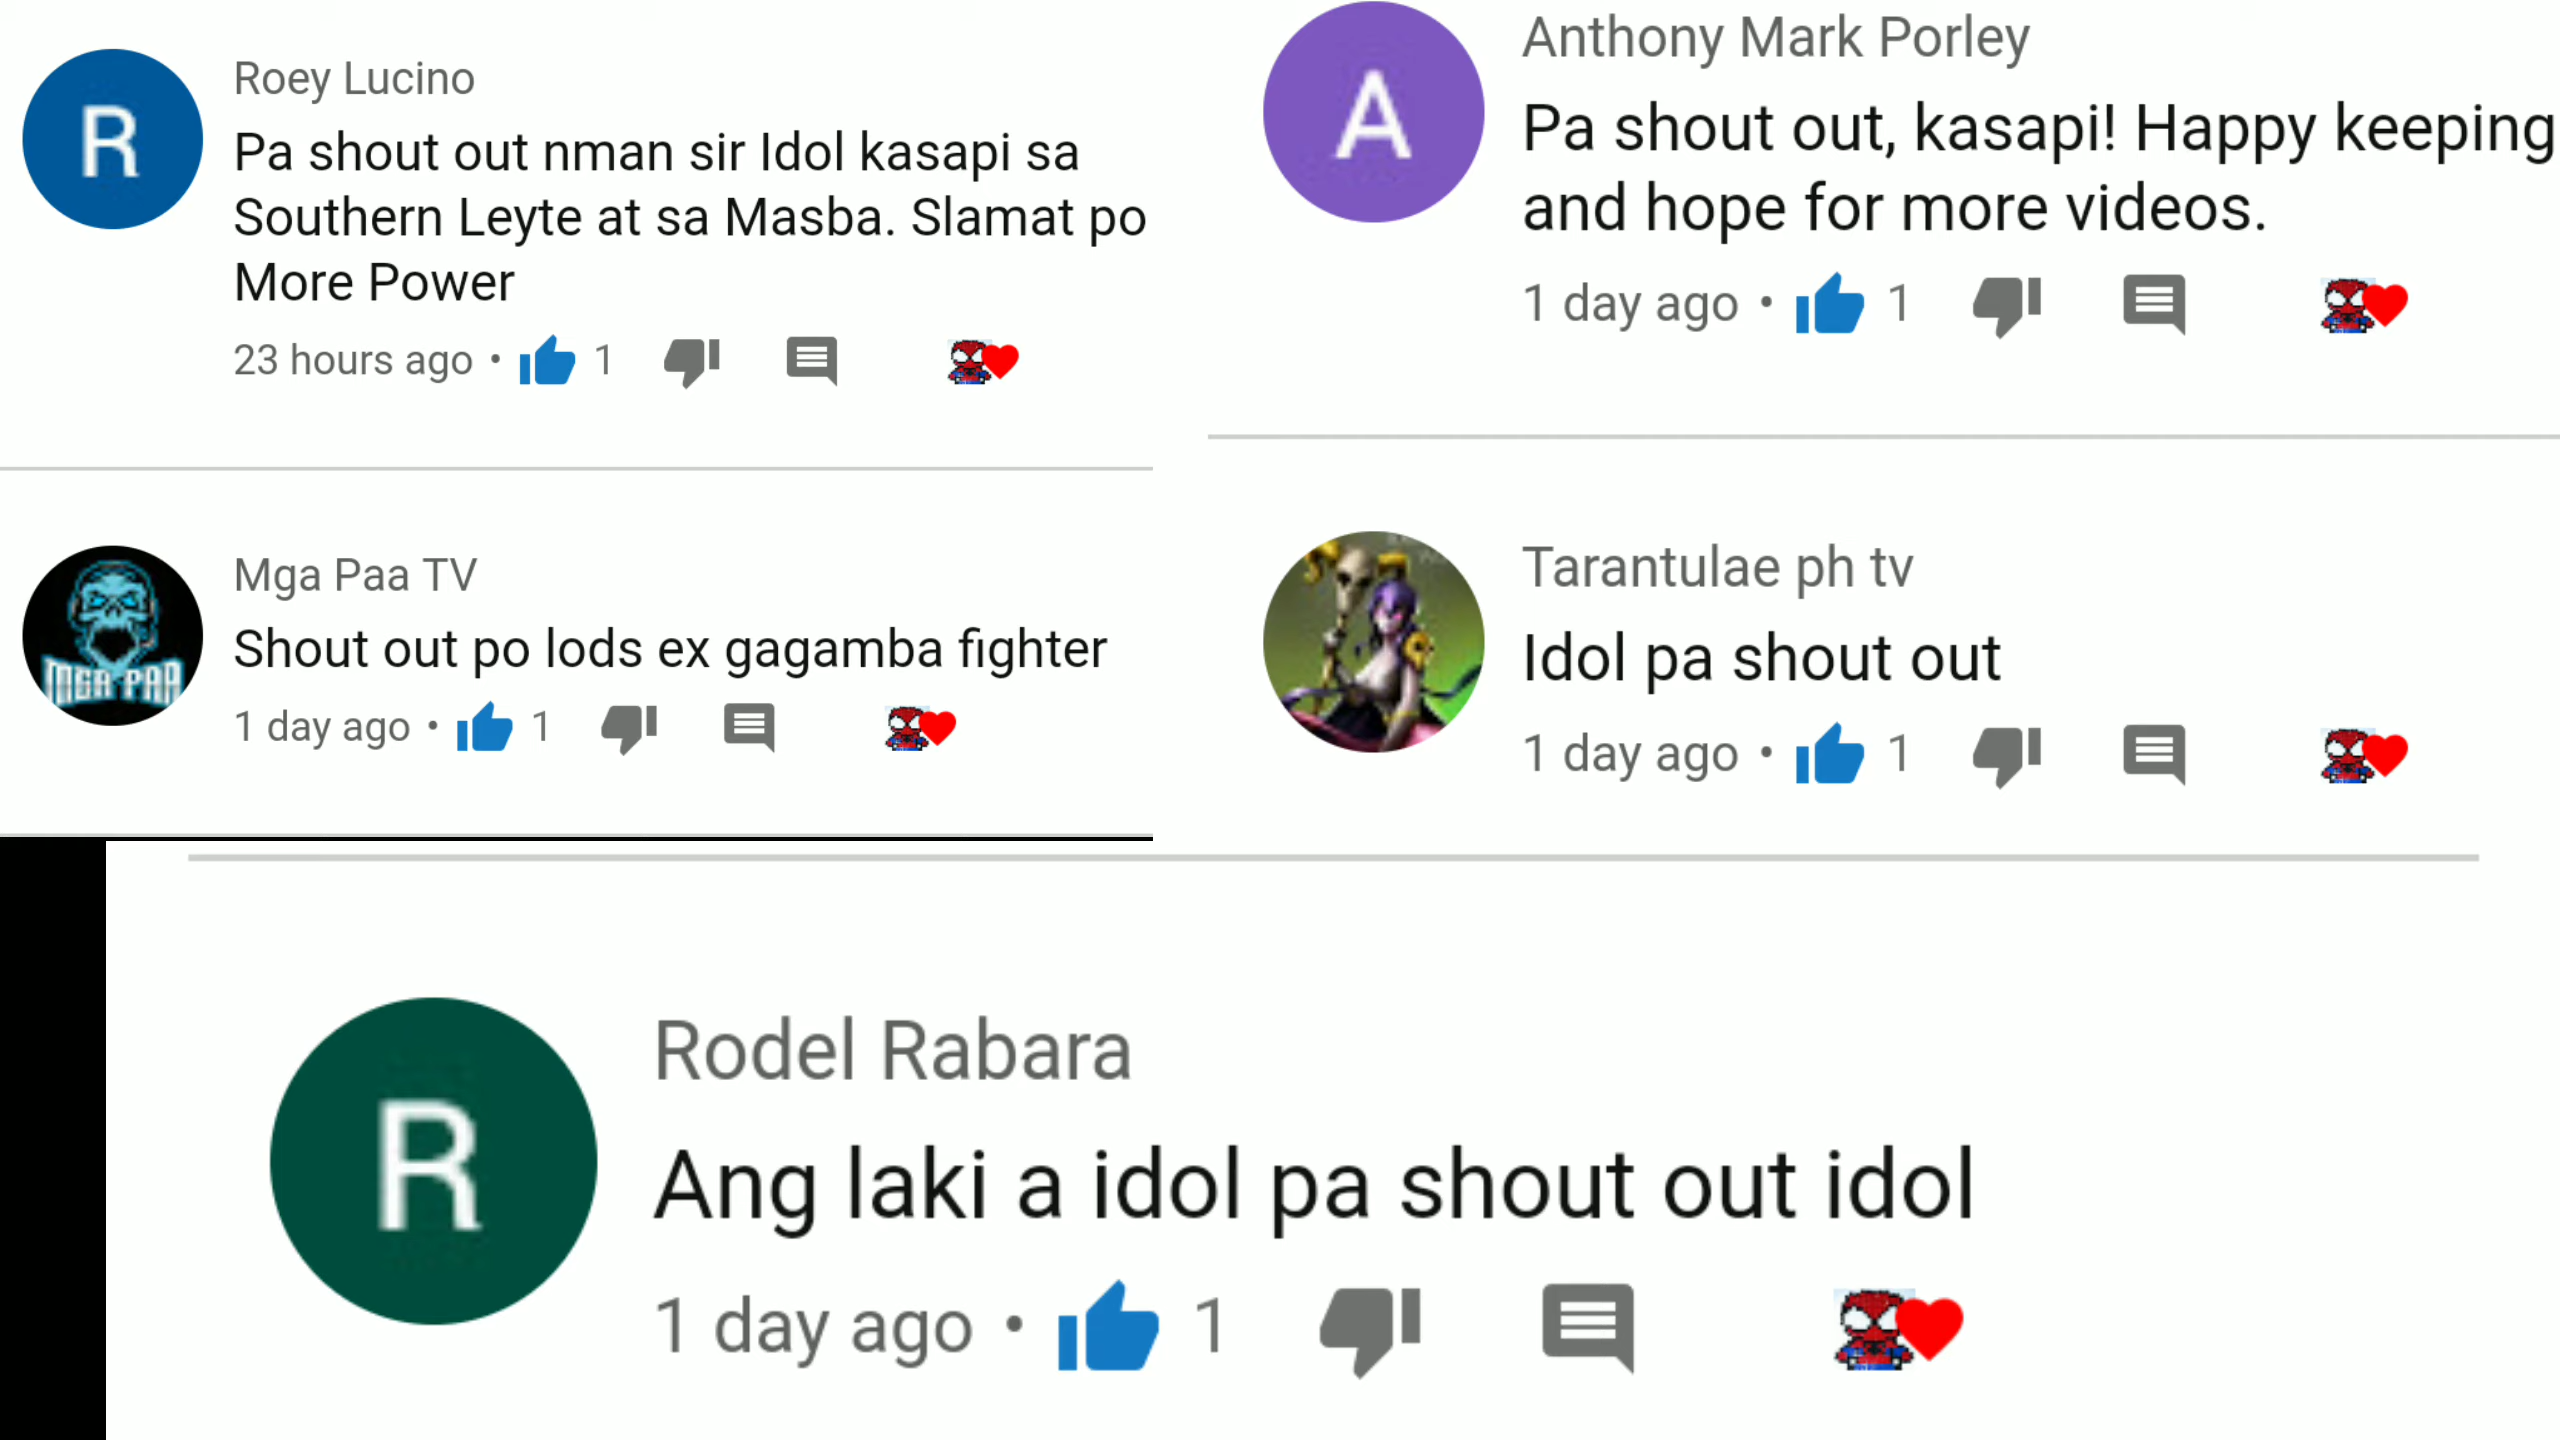 Roey Lucino
Pa shout out nman sir Idol kasapi sa
Southern Leyte at sa Masba. Slamat po
More Power
23 hours ago • 1
Mga Paa TV
Shout out po lods ex gagamba fighter
1 day ago • 1
MGA PAA
Anthony Mark Porley
Pa shout out, kasapi! Happy keeping
and hope for more videos.
1 day ago • 1
Tarantulae ph tv
Idol pa shout out
1 day ago • 1
Rodel Rabara
Ang laki a idol pa shout out idol
1 day ago • 1
R
R
A